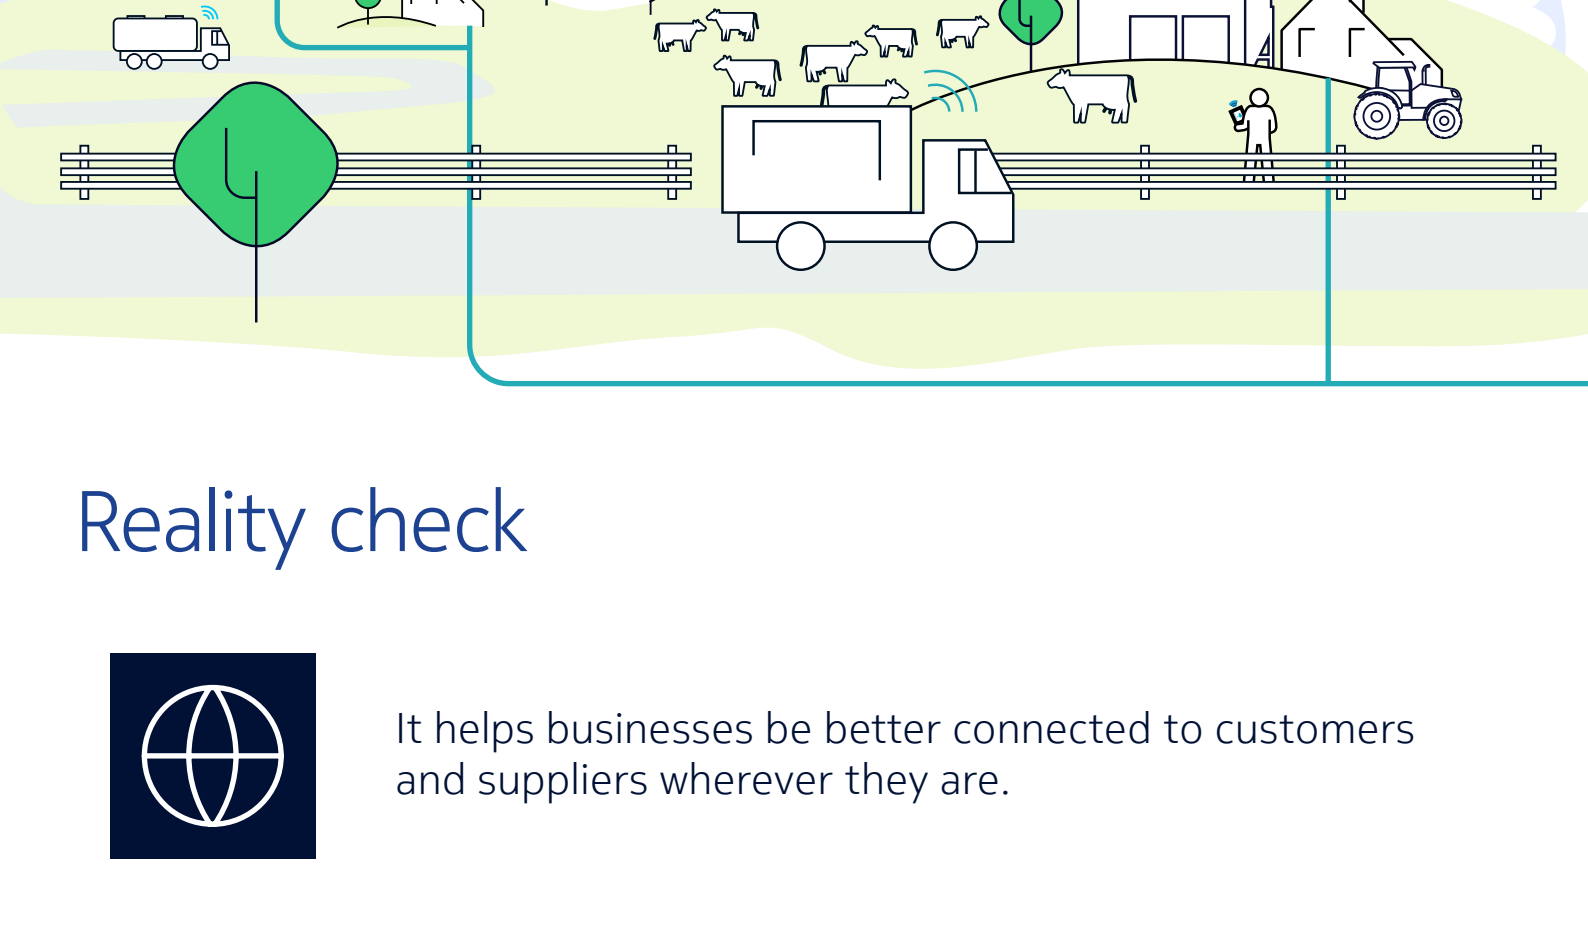 Reality check
It helps businesses be better connected to customers
and suppliers wherever they are.